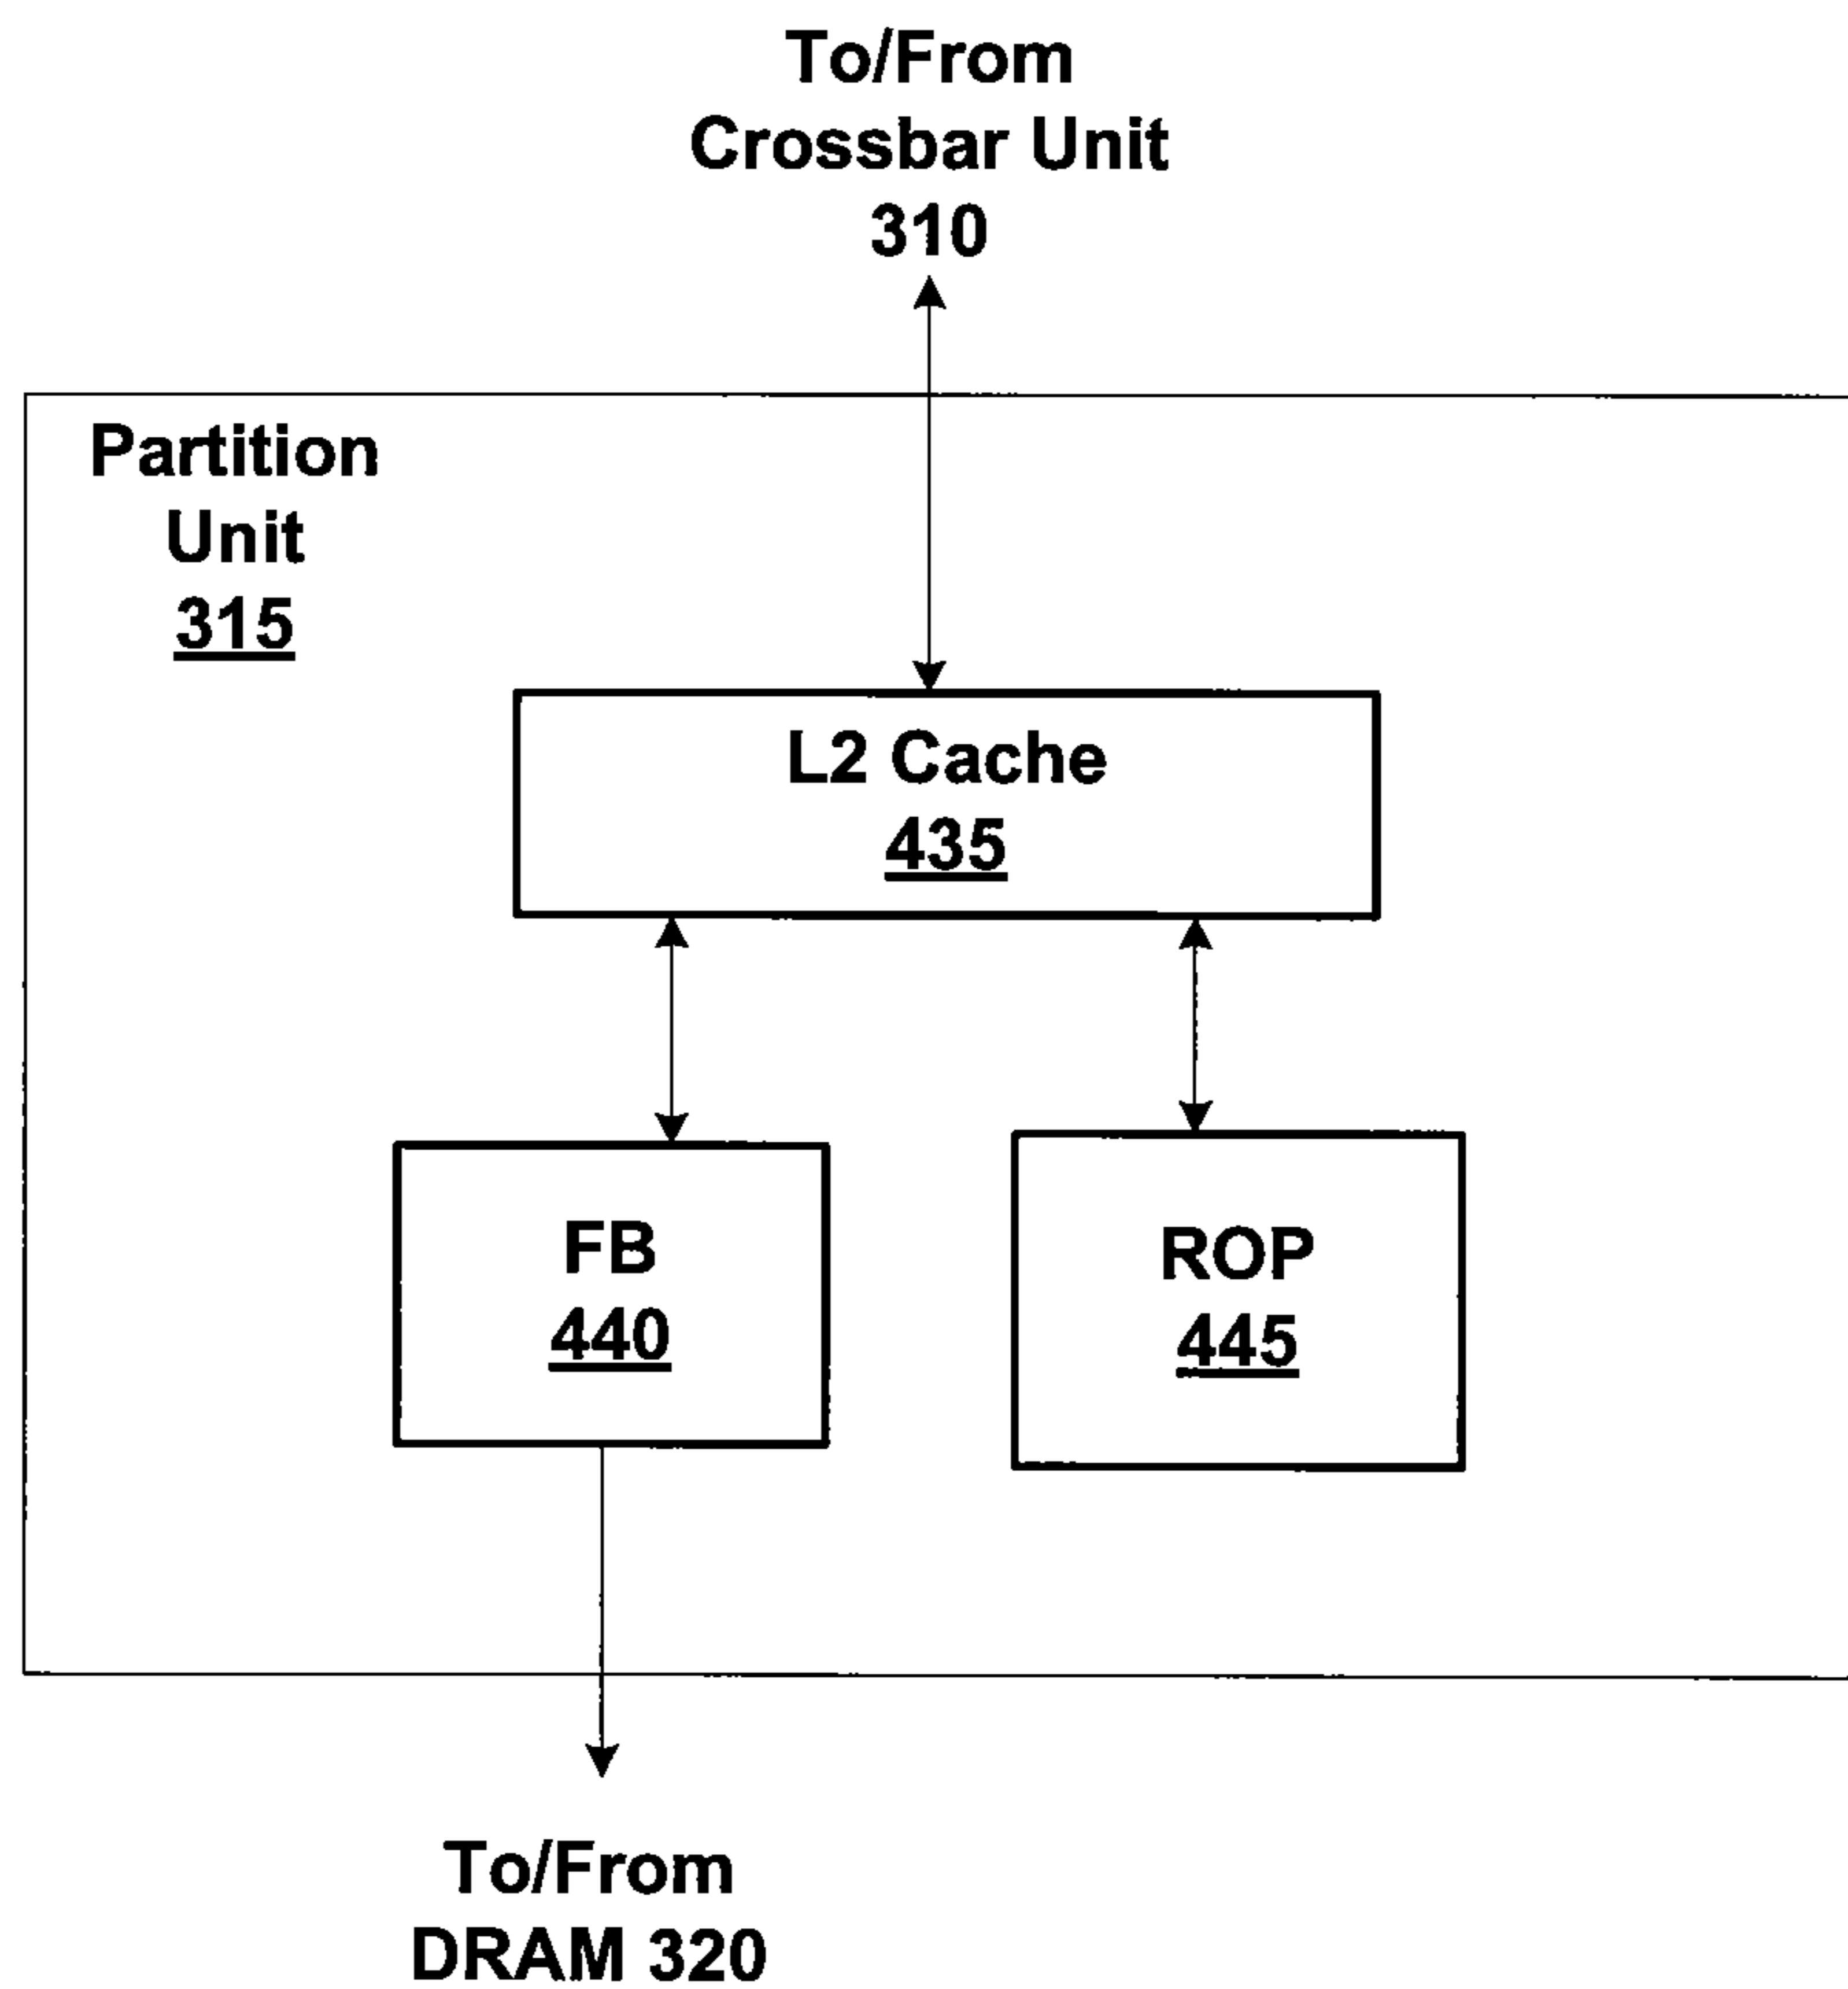 To/From
Crossbar Unit
310
Partition
Unit
315
L2 Cache
435
FB
440
ROP
445
To/From
DRAM 320